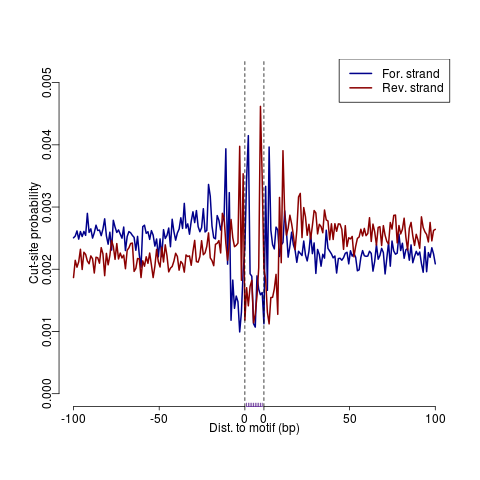 For. strand
Rev. strand
Cut-site probability
0.005
0.004
0.003
0.002
0.001
0.000
-100 -50 0 0 50 100
Dist. to motif (bp)